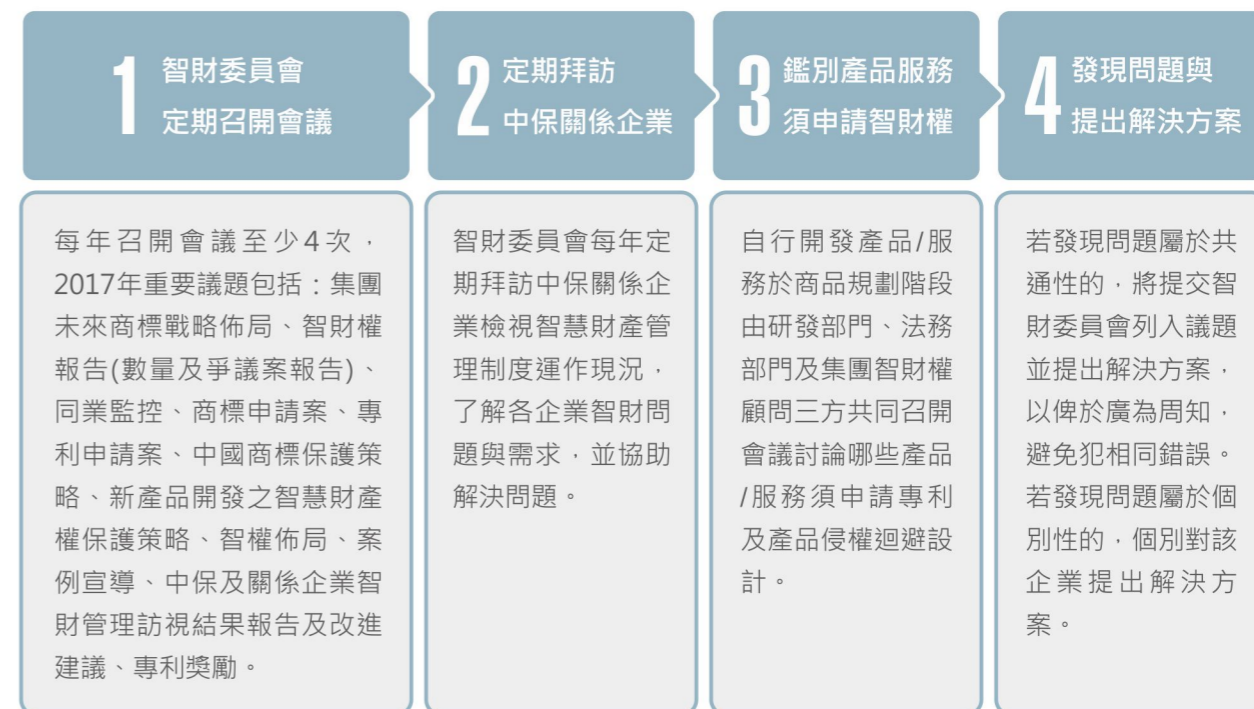 1
智財委員會
定期召開會議
每年召開會議至少4次，
2017年重要議題包括：集團
未來商標戰略佈局、智財權
報告(數量及爭議案報告)、
同業監控、商標申請案、專
利申請案、中國商標保護策
略、新產品開發之智慧財產
權保護策略、智權佈局、案
例宣導、中保及關係企業智
財管理訪視結果報告及改進
建議、專利獎勵。
2
定期拜訪
中保關係企業
智財委員會每年定
期拜訪中保關係企
業檢視智慧財產管
理制度運作現況，
了解各企業智財問
題與需求，並協助
解決問題。
3
鑑別產品服務
須申請智財權
自行開發產品/服
務於商品規劃階段
由研發部門、法務
部門及集團智財權
顧問三方共同召開
會議討論哪些產品
/服務須申請專利
及產品侵權迴避設
計。
4
發現問題與
提出解決方案
若發現問題屬於共
通性的，將提交智
財委員會列入議題
並提出解決方案，
以俾於廣為周知，
避免犯相同錯誤。
若發現問題屬於個
別性的，個別對該
企業提出解決方
案。